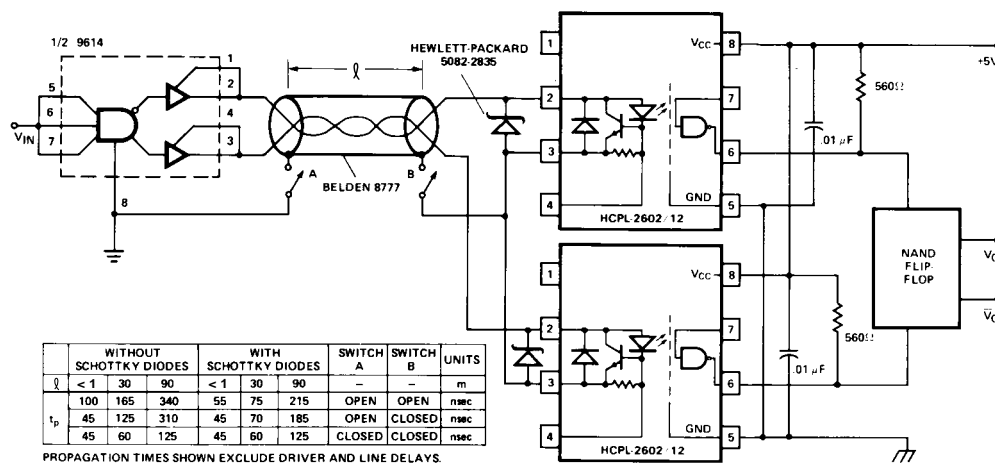 1/2 9614
1
2
4
3
5
6
7
V_IN
8
ℓ
A
B
BELDEN 8777
HEWLETT-PACKARD
5082-2835
1
2
3
4
V_CC
8
7
6
GND
5
HCPL-2602/12
.01 μF
560Ω
+5V
1
2
3
4
V_CC
8
7
6
GND
5
HCPL-2602/12
.01 μF
560Ω
NAND
FLIP-
FLOP
WITHOUT SCHOTTKY DIODES WITH SCHOTTKY DIODES SWITCH A SWITCH B UNITS
ℓ < 1 30 90 < 1 30 90 – – m
t_p 100 165 340 55 75 215 OPEN OPEN nsec
45 125 310 45 70 185 OPEN CLOSED nsec
45 60 125 45 60 125 CLOSED CLOSED nsec
PROPAGATION TIMES SHOWN EXCLUDE DRIVER AND LINE DELAYS.